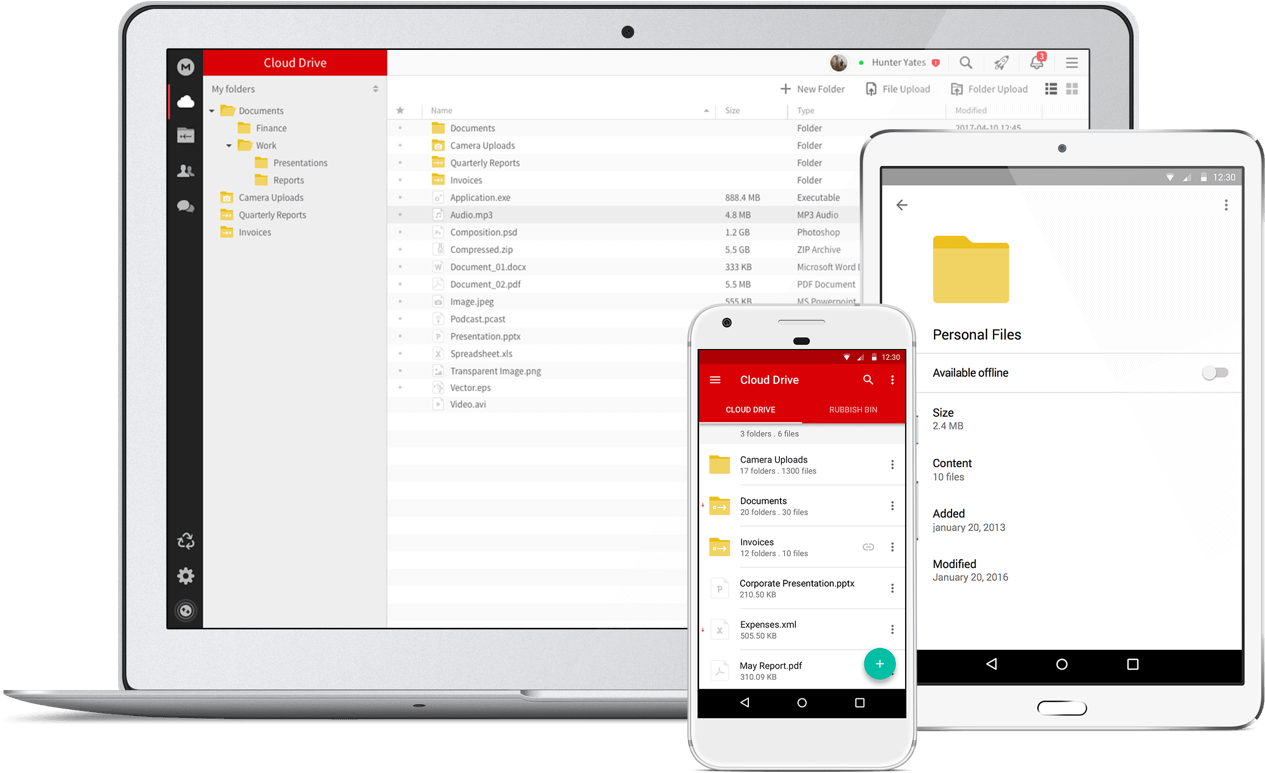 Cloud Drive
Hunter Yates
3
My folders
New Folder
File Upload
Folder Upload
Documents
Finance
Work
Presentations
Reports
Camera Uploads
Quarterly Reports
Invoices
Name Size Type Modified
Documents Folder 2017-04-10 12:45
Camera Uploads Folder
Quarterly Reports Folder
Invoices Folder
Application.exe 888.4 MB Executable
Audio.mp3 4.8 MB MP3 Audio
Composition.psd 1.2 GB Photoshop
Compressed.zip 5.5 GB ZIP Archive
Document_01.docx 333 KB Microsoft Word
Document_02.pdf 5.5 MB PDF Document
Image.jpeg 555 KB MS Powerpoint
Podcast.pcast
Presentation.pptx
Spreadsheet.xls
Transparent Image.png
Vector.eps
Video.avi
12:30
Cloud Drive
CLOUD DRIVE RUBBISH BIN
3 folders . 6 files
Camera Uploads
17 folders . 1300 files
Documents
20 folders . 30 files
Invoices
12 folders . 10 files
Corporate Presentation.pptx
210.50 KB
Expenses.xml
505.50 KB
May Report.pdf
310.09 KB
12:30
Personal Files
Available offline
Size
2.4 MB
Content
10 files
Added
january 20, 2013
Modified
January 20, 2016